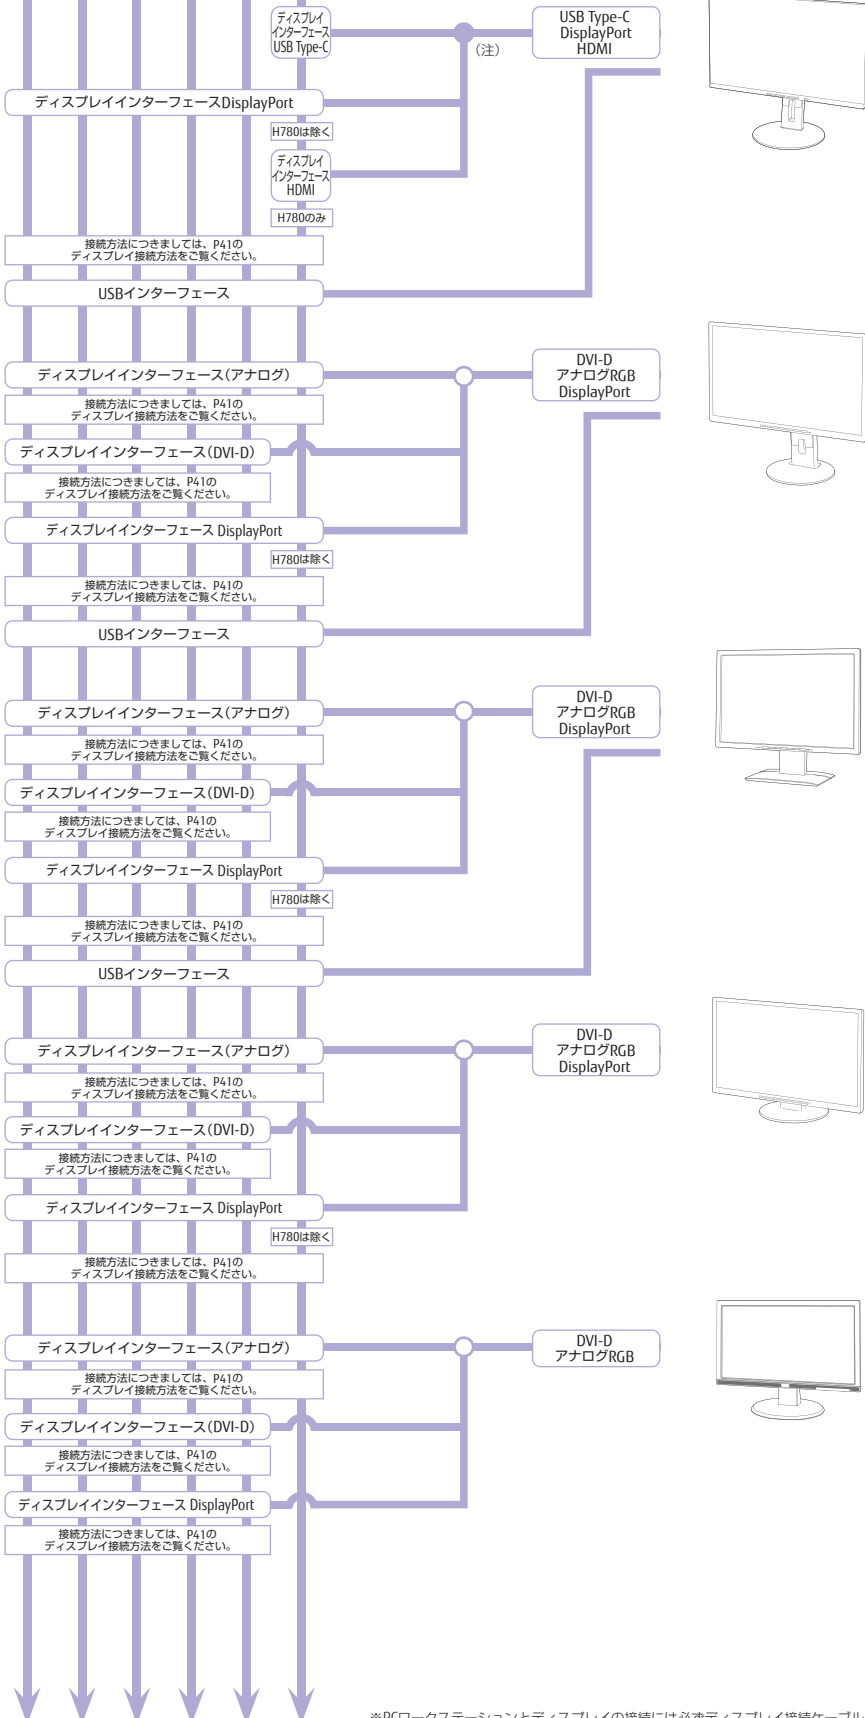 ディスプレイ
インターフェース
USB Type-C
(注)
USB Type-C
DisplayPort
HDMI
ディスプレイインターフェースDisplayPort
H780は除く
ディスプレイ
インターフェース
HDMI
H780のみ
接続方法につきましては、P41の
ディスプレイ接続方法をご覧ください。
USBインターフェース
ディスプレイインターフェース(アナログ)
DVI-D
アナログRGB
DisplayPort
接続方法につきましては、P41の
ディスプレイ接続方法をご覧ください。
ディスプレイインターフェース(DVI-D)
接続方法につきましては、P41の
ディスプレイ接続方法をご覧ください。
ディスプレイインターフェース DisplayPort
H780は除く
接続方法につきましては、P41の
ディスプレイ接続方法をご覧ください。
USBインターフェース
ディスプレイインターフェース(アナログ)
DVI-D
アナログRGB
DisplayPort
接続方法につきましては、P41の
ディスプレイ接続方法をご覧ください。
ディスプレイインターフェース(DVI-D)
接続方法につきましては、P41の
ディスプレイ接続方法をご覧ください。
ディスプレイインターフェース DisplayPort
H780は除く
接続方法につきましては、P41の
ディスプレイ接続方法をご覧ください。
USBインターフェース
ディスプレイインターフェース(アナログ)
DVI-D
アナログRGB
DisplayPort
接続方法につきましては、P41の
ディスプレイ接続方法をご覧ください。
ディスプレイインターフェース(DVI-D)
接続方法につきましては、P41の
ディスプレイ接続方法をご覧ください。
ディスプレイインターフェース DisplayPort
H780は除く
接続方法につきましては、P41の
ディスプレイ接続方法をご覧ください。
ディスプレイインターフェース(アナログ)
DVI-D
アナログRGB
接続方法につきましては、P41の
ディスプレイ接続方法をご覧ください。
ディスプレイインターフェース(DVI-D)
接続方法につきましては、P41の
ディスプレイ接続方法をご覧ください。
ディスプレイインターフェース DisplayPort
接続方法につきましては、P41の
ディスプレイ接続方法をご覧ください。
※PCワークステーションとディスプレイの接続には必ずディスプレイ接続ケーブル